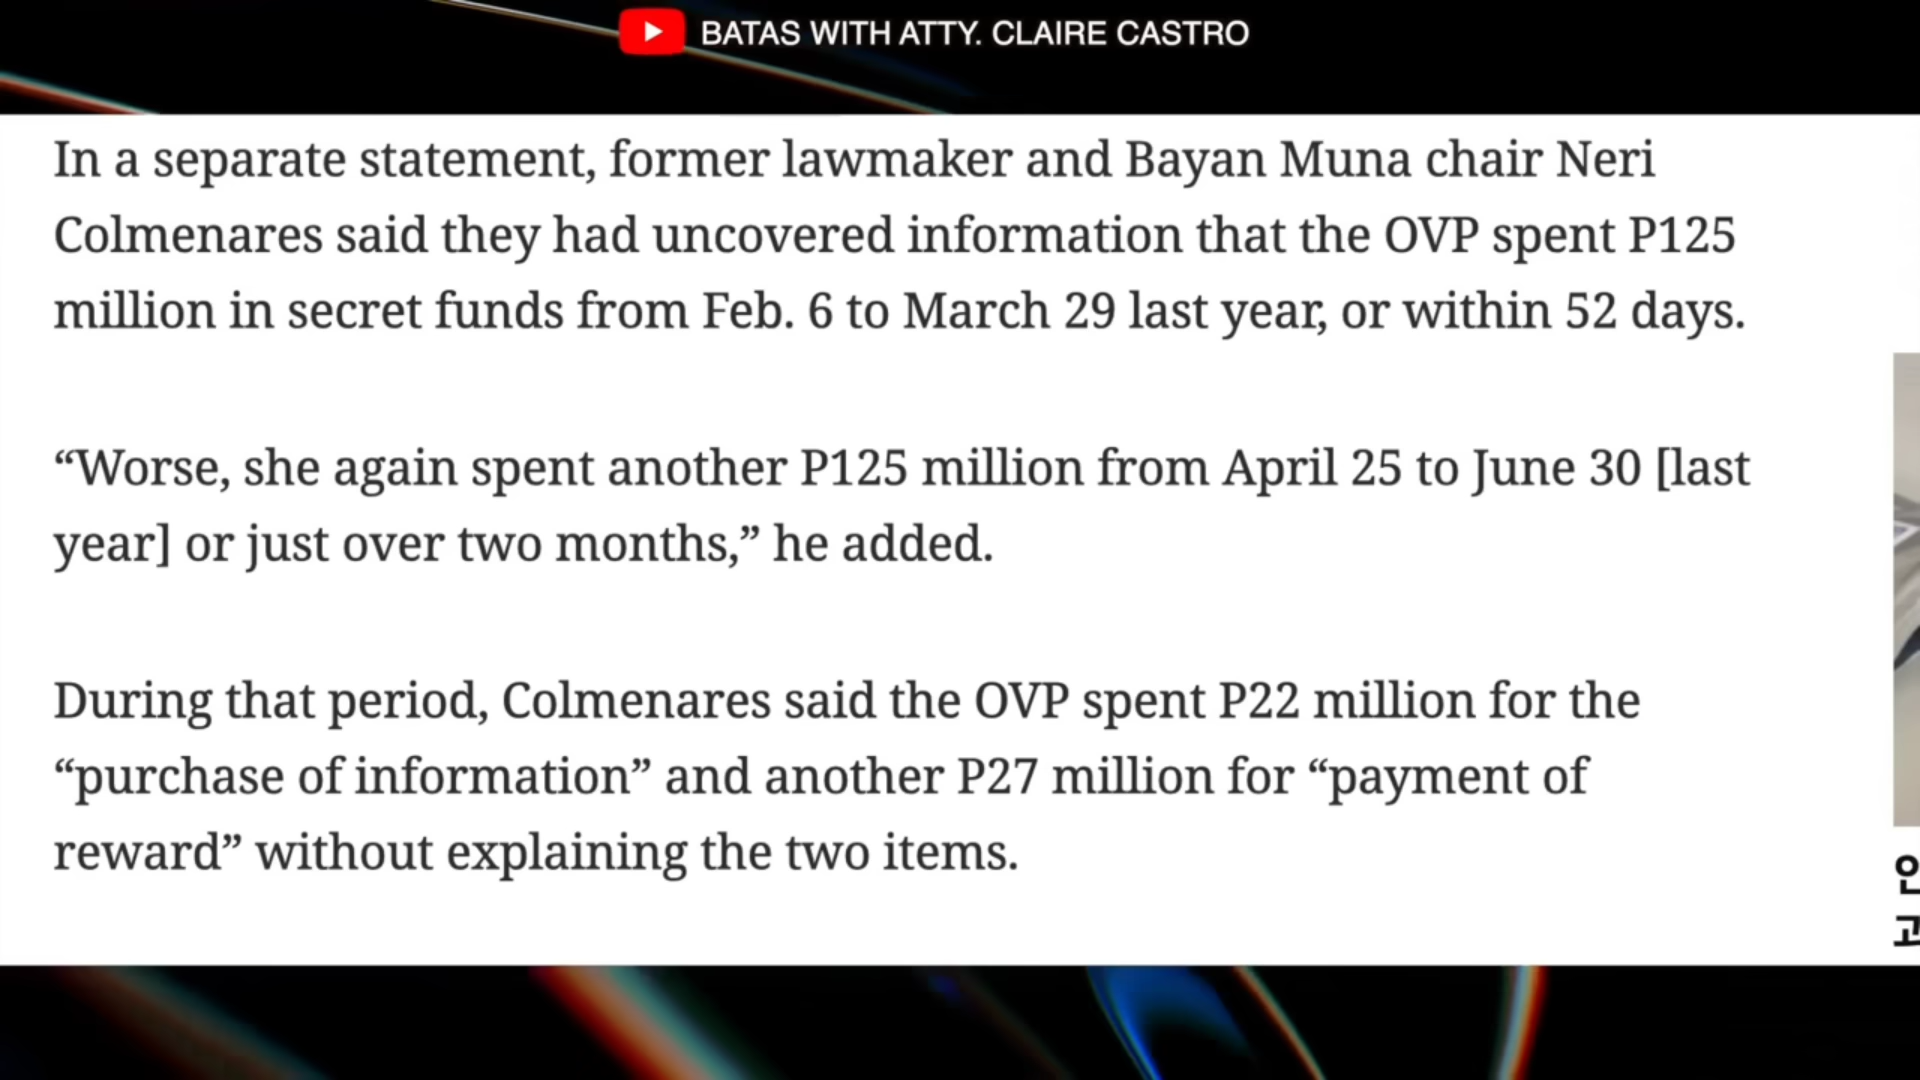 BATAS WITH ATTY. CLAIRE CASTRO
In a separate statement, former lawmaker and Bayan Muna chair Neri
Colmenares said they had uncovered information that the OVP spent P125
million in secret funds from Feb. 6 to March 29 last year, or within 52 days.
“Worse, she again spent another P125 million from April 25 to June 30 [last
year] or just over two months,” he added.
During that period, Colmenares said the OVP spent P22 million for the
“purchase of information” and another P27 million for “payment of
reward” without explaining the two items.